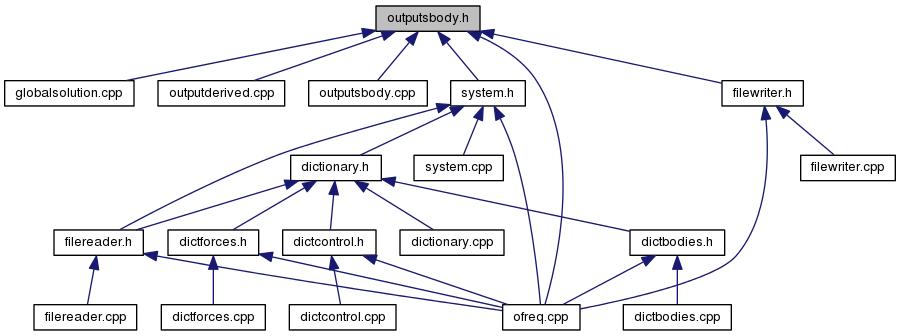 outputsbody.h
globalsolution.cpp
outputderived.cpp
outputsbody.cpp
system.h
filewriter.h
dictionary.h
system.cpp
filewriter.cpp
filereader.h
dictforces.h
dictcontrol.h
dictionary.cpp
dictbodies.h
filereader.cpp
dictforces.cpp
dictcontrol.cpp
ofreq.cpp
dictbodies.cpp